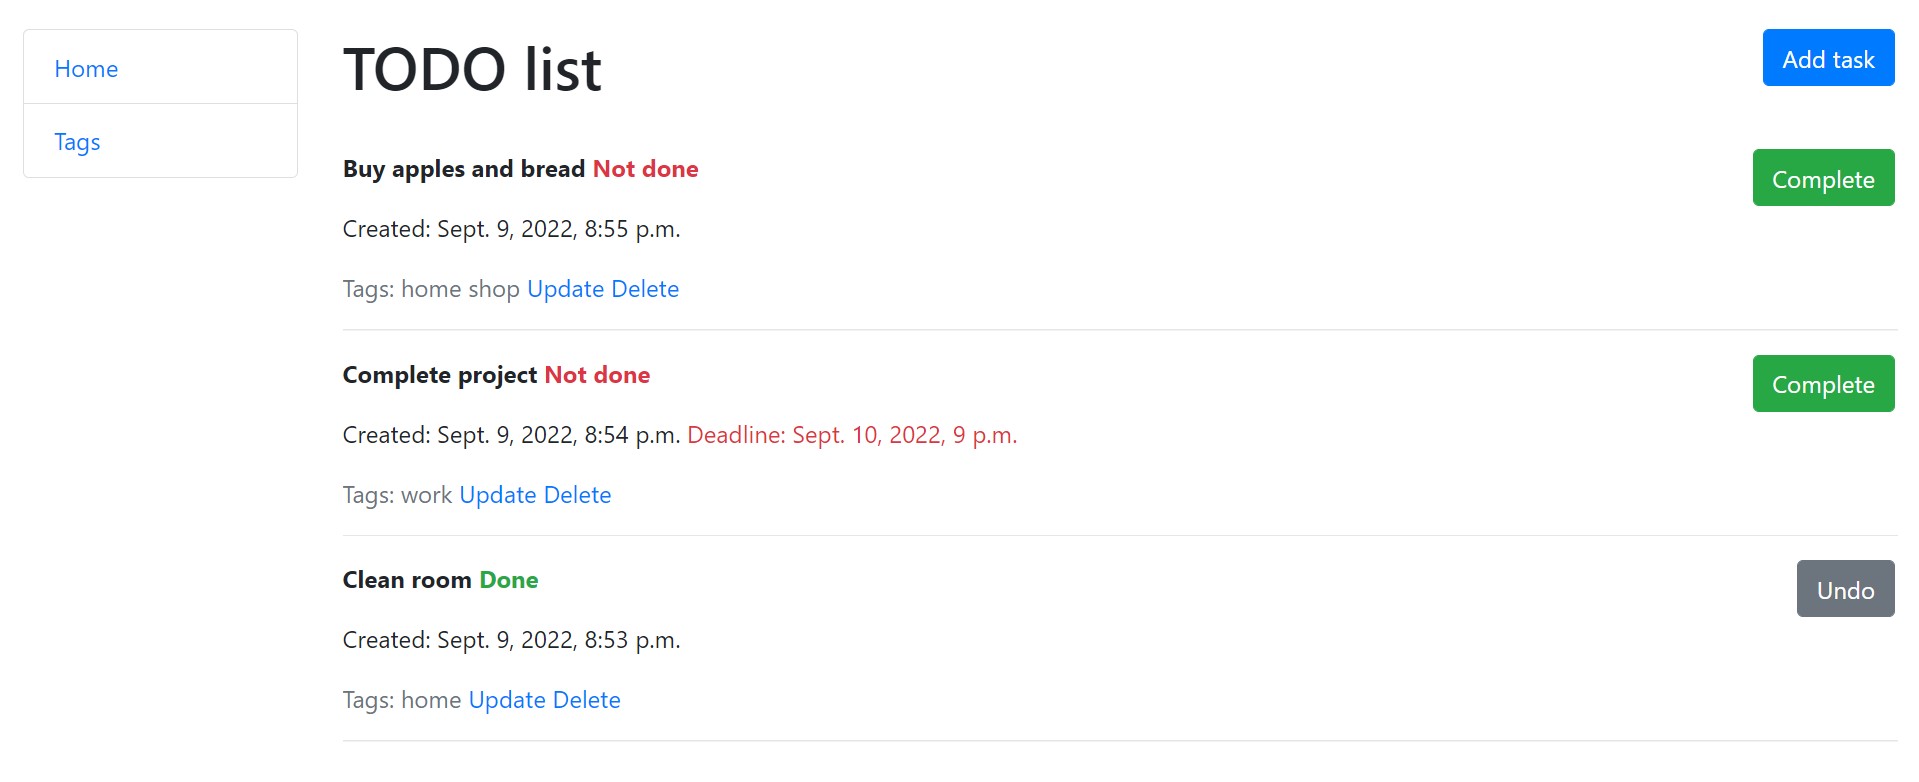 Home
Tags
TODO list
Add task
Buy apples and bread Not done
Complete
Created: Sept. 9, 2022, 8:55 p.m.
Tags: home shop Update Delete
Complete project Not done
Complete
Created: Sept. 9, 2022, 8:54 p.m. Deadline: Sept. 10, 2022, 9 p.m.
Tags: work Update Delete
Clean room Done
Undo
Created: Sept. 9, 2022, 8:53 p.m.
Tags: home Update Delete